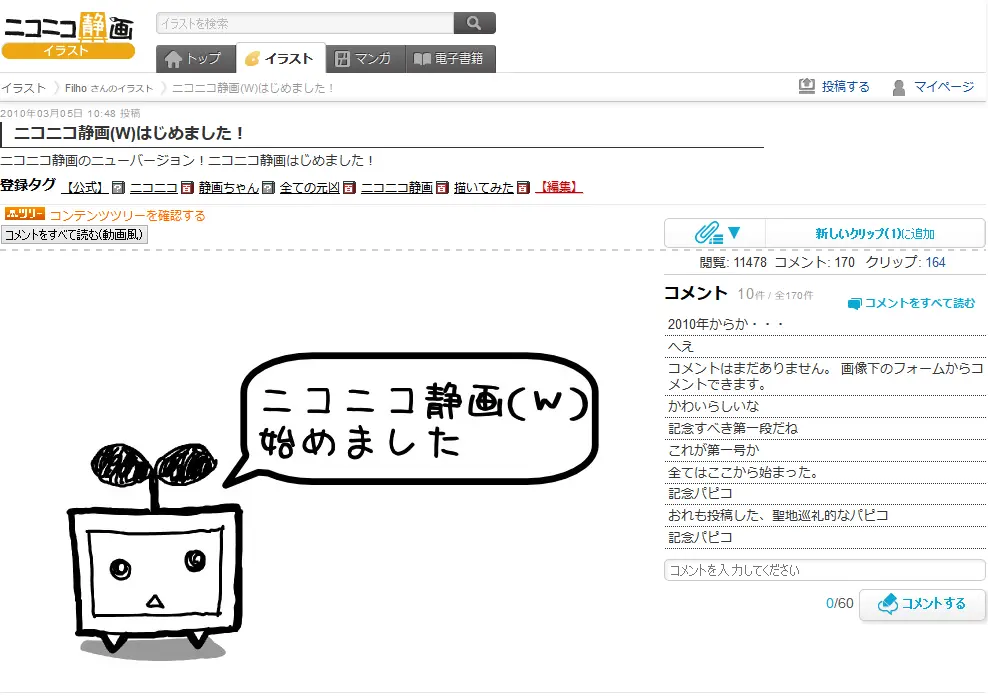 ニコニコ静画
イラスト
イラストを検索
トップ
イラスト
マンガ
電子書籍
イラスト 〉 Filho さんのイラスト 〉 ニコニコ静画(W)はじめました！
投稿する
マイページ
2010年03月05日 10:48 投稿
ニコニコ静画(W)はじめました！
ニコニコ静画のニューバージョン！ニコニコ静画はじめました！
登録タグ 【公式】 ? ニコニコ 百 静画ちゃん ? 全ての元凶 百 ニコニコ静画 百 描いてみた 百 【編集】
ツリー コンテンツツリーを確認する
コメントをすべて読む(動画風)
新しいクリップ(1)に追加
閲覧: 11478 コメント: 170 クリップ: 164
コメント 10件 / 全170件
コメントをすべて読む
2010年からか・・・
へえ
コメントはまだありません。 画像下のフォームからコ
メントできます。
かわいらしいな
記念すべき第一段だね
これが第一号か
全てはここから始まった。
記念パピコ
おれも投稿した、聖地巡礼的なパピコ
記念パピコ
コメントを入力してください
0/60
コメントする
ニコニコ静画(W)
始めました